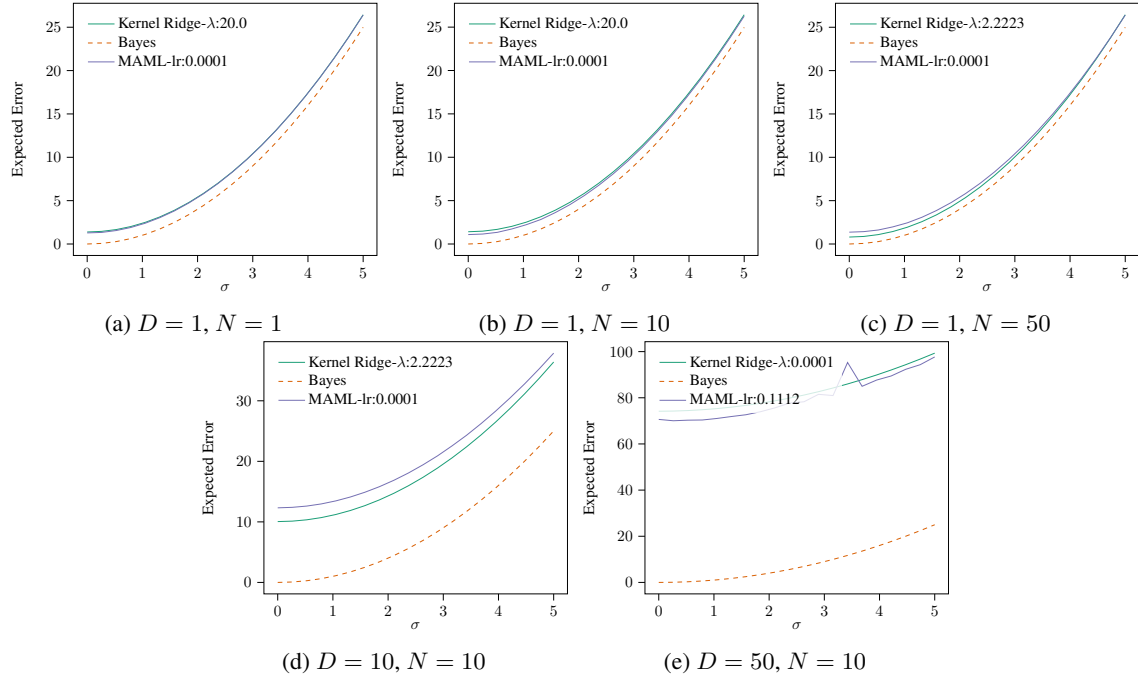 Kernel Ridge-λ:20.0
Bayes
MAML-lr:0.0001
Expected Error
25
20
15
10
5
0
0 1 2 3 4 5
σ
(a) D = 1, N = 1
Kernel Ridge-λ:20.0
Bayes
MAML-lr:0.0001
Expected Error
25
20
15
10
5
0
0 1 2 3 4 5
σ
(b) D = 1, N = 10
Kernel Ridge-λ:2.2223
Bayes
MAML-lr:0.0001
Expected Error
25
20
15
10
5
0
0 1 2 3 4 5
σ
(c) D = 1, N = 50
Kernel Ridge-λ:2.2223
Bayes
MAML-lr:0.0001
Expected Error
30
20
10
0
0 1 2 3 4 5
σ
(d) D = 10, N = 10
Kernel Ridge-λ:0.0001
Bayes
MAML-lr:0.1112
Expected Error
100
80
60
40
20
0
0 1 2 3 4 5
σ
(e) D = 50, N = 10